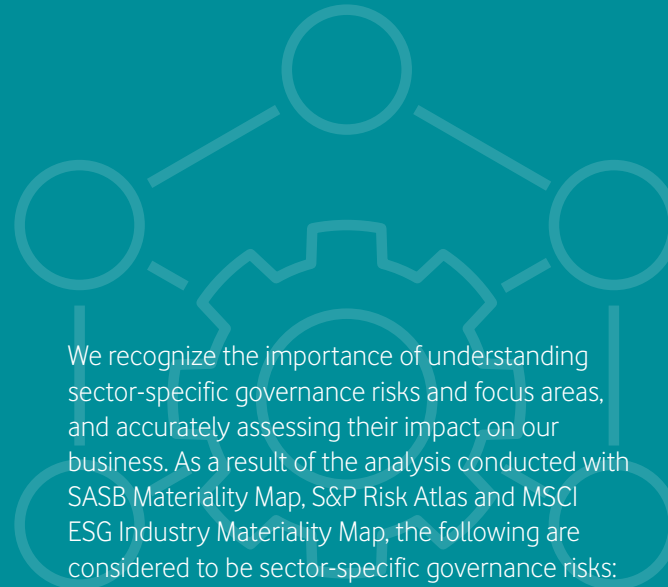 We recognize the importance of understanding
sector-specific governance risks and focus areas,
and accurately assessing their impact on our
business. As a result of the analysis conducted with
SASB Materiality Map, S&P Risk Atlas and MSCI
ESG Industry Materiality Map, the following are
considered to be sector-specific governance risks: